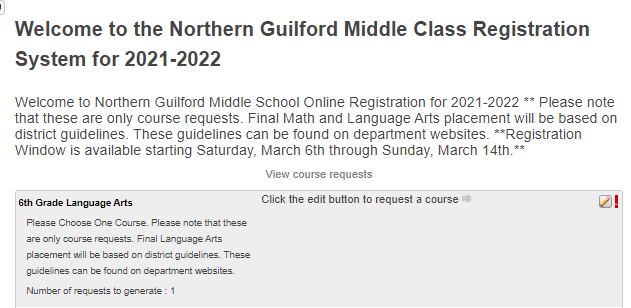 Welcome to the Northern Guilford Middle Class Registration
System for 2021-2022
Welcome to Northern Guilford Middle School Online Registration for 2021-2022 ** Please note
that these are only course requests. Final Math and Language Arts placement will be based on
district guidelines. These guidelines can be found on department websites. **Registration
Window is available starting Saturday, March 6th through Sunday, March 14th.**
View course requests
6th Grade Language Arts
Click the edit button to request a course
Please Choose One Course. Please note that these
are only course requests. Final Language Arts
placement will be based on district guidelines. These
guidelines can be found on department websites.
Number of requests to generate : 1